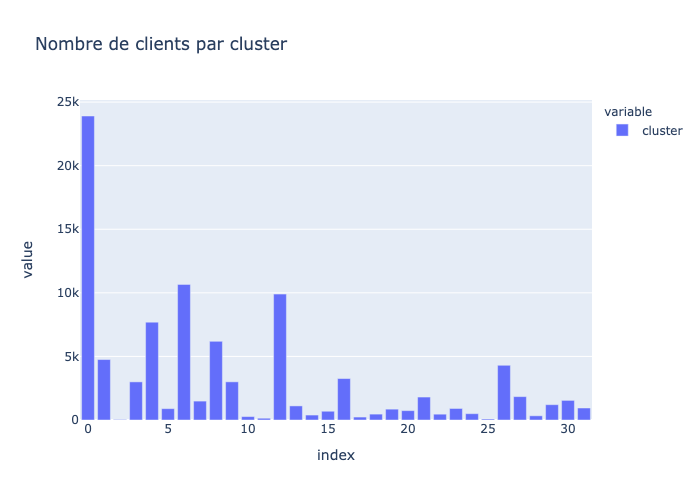 Nombre de clients par cluster
variable
cluster
25k
20k
15k
10k
5k
0
value
0 5 10 15 20 25 30
index